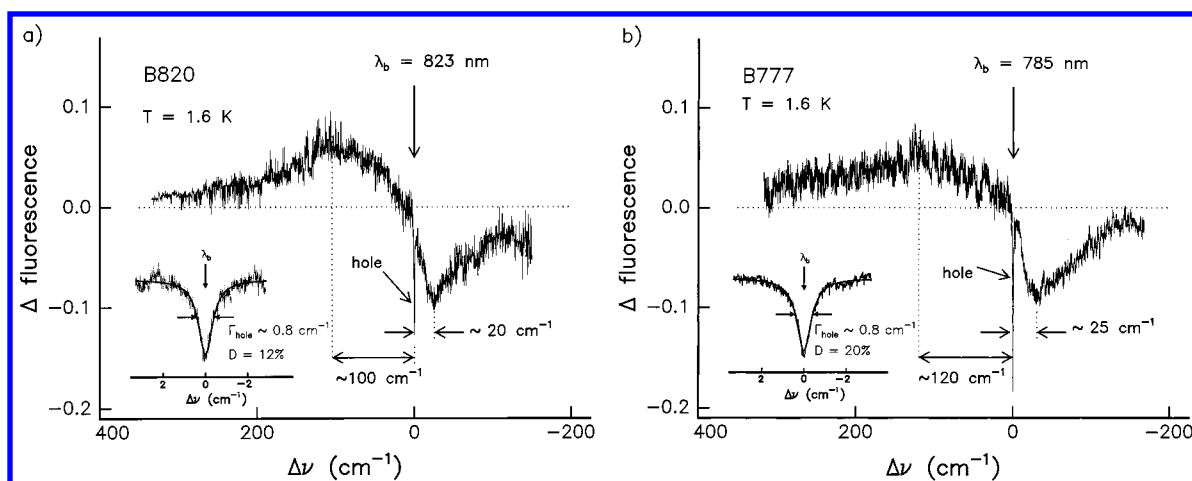 a)
B820
T = 1.6 K
λb = 823 nm
Δ fluorescence
0.1
0.0
−0.1
−0.2
hole
~ 20 cm−1
~100 cm−1
λb
Γhole ~ 0.8 cm−1
D = 12%
2 0 −2
Δν (cm−1)
400 200 0 −200
Δν (cm−1)
b)
B777
T = 1.6 K
λb = 785 nm
Δ fluorescence
0.1
0.0
−0.1
−0.2
hole
~ 25 cm−1
~120 cm−1
λb
Γhole ~ 0.8 cm−1
D = 20%
2 0 −2
Δν (cm−1)
400 200 0 −200
Δν (cm−1)